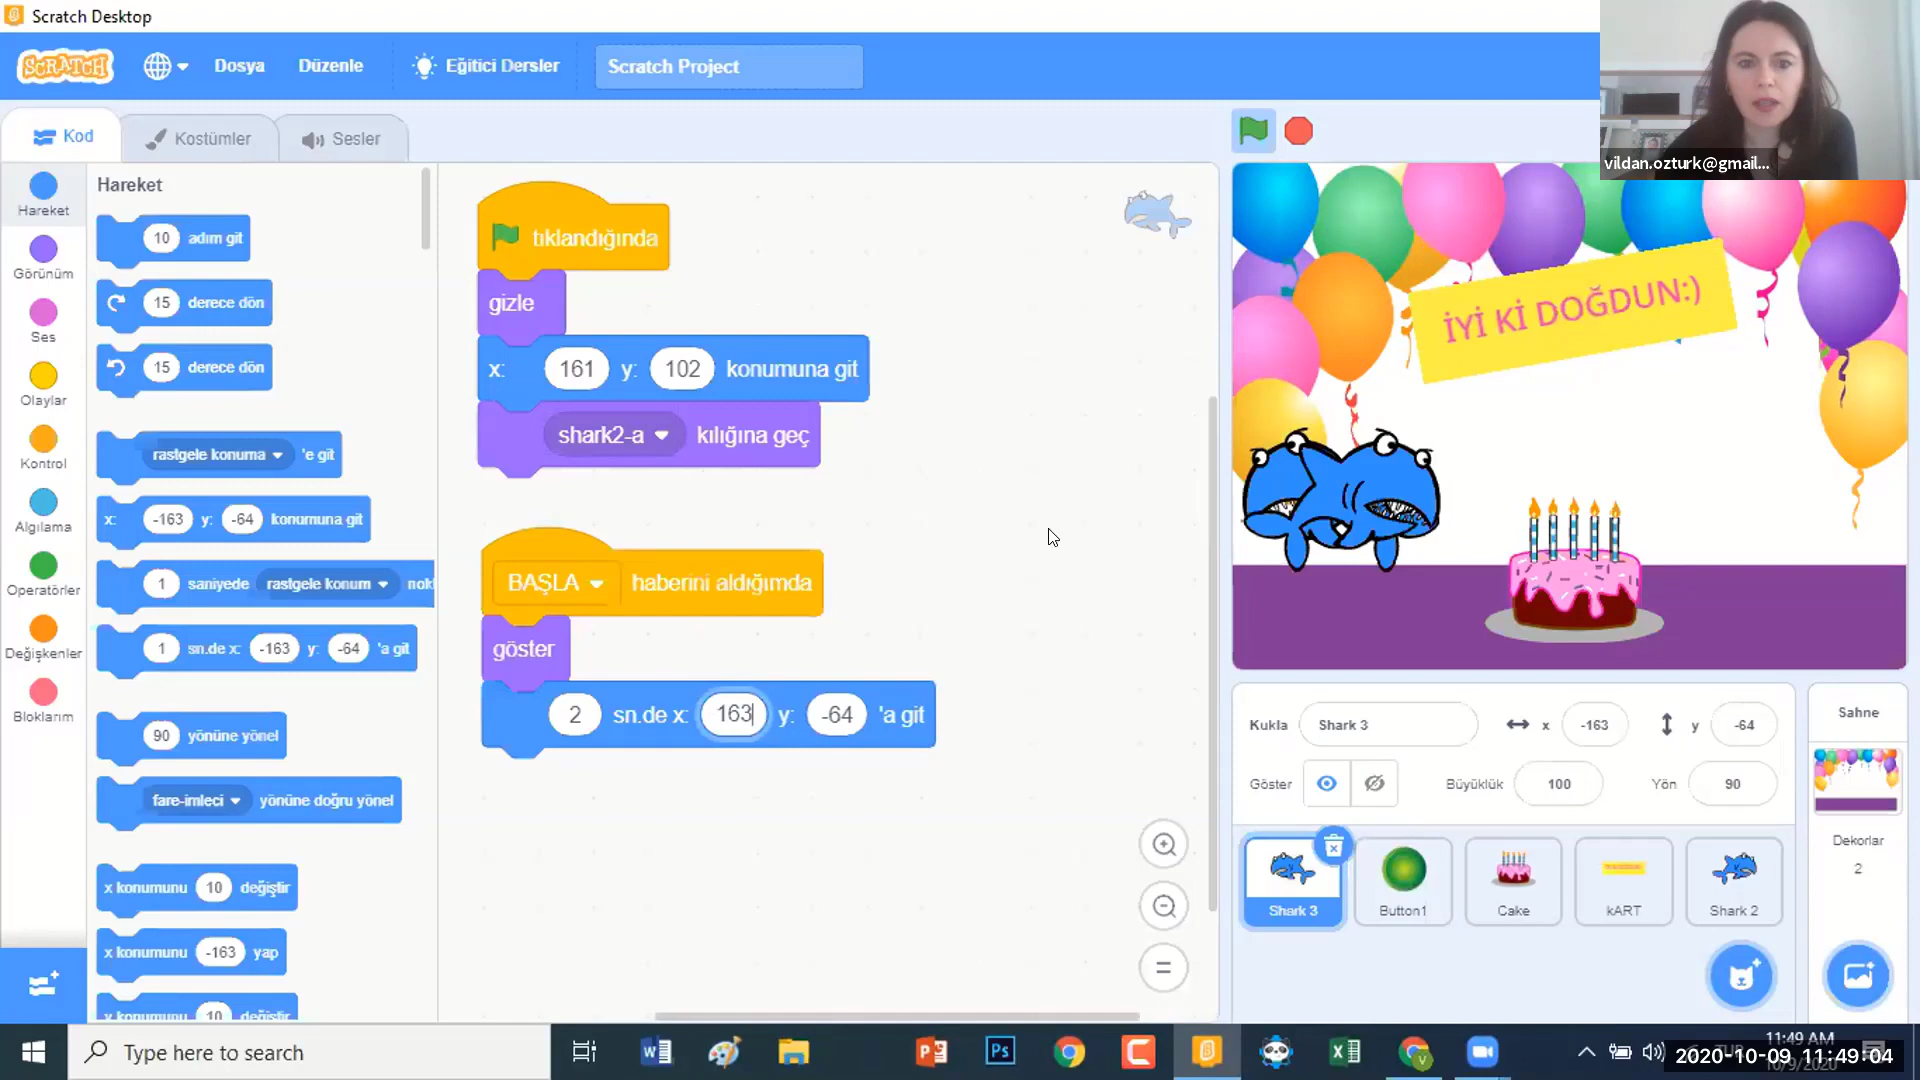 Scratch Desktop
SCRATCH
Dosya
Düzenle
Eğitici Dersler
Scratch Project
vildan.ozturk@gmail...
Kod
Kostümler
Sesler
Hareket
Görünüm
Ses
Olaylar
Kontrol
Algılama
Operatörler
Değişkenler
Bloklarım
Hareket
10 adım git
15 derece dön
15 derece dön
rastgele konuma 'e git
x: -163 y: -64 konumuna git
1 saniyede rastgele konum nok
1 sn.de x: -163 y: -64 'a git
90 yönüne yönel
fare-imleci yönüne doğru yönel
x konumunu 10 değiştir
x konumunu -163 yap
y konumunu 10 değiştir
tıklandığında
gizle
x: 161 y: 102 konumuna git
shark2-a kılığına geç
BAŞLA haberini aldığımda
göster
2 sn.de x: 163 y: -64 'a git
İYİ Kİ DOĞDUN:)
Kukla Shark 3 x -163 y -64
Göster Büyüklük 100 Yön 90
Shark 3
Button1
Cake
kART
Shark 2
Sahne
Dekorlar
2
Type here to search
11:49 AM
2020-10-09 11:49:04